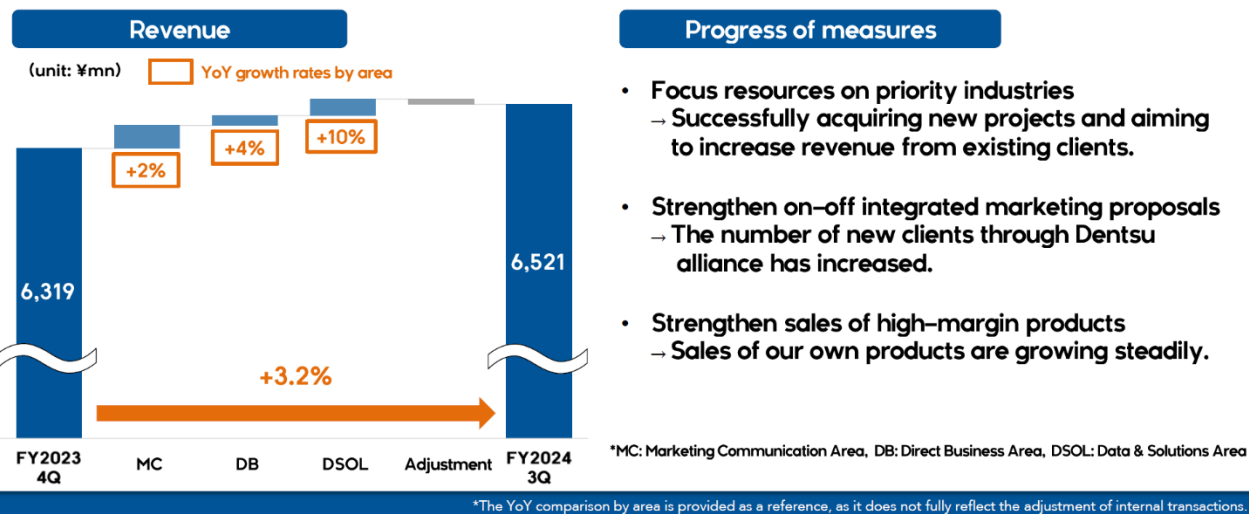 Revenue
(unit: ¥mn)
YoY growth rates by area
+2%
+4%
+10%
6,319
6,521
+3.2%
FY2023
4Q
MC
DB
DSOL
Adjustment
FY2024
3Q
Progress of measures
• Focus resources on priority industries
→ Successfully acquiring new projects and aiming
to increase revenue from existing clients.
• Strengthen on-off integrated marketing proposals
→ The number of new clients through Dentsu
alliance has increased.
• Strengthen sales of high-margin products
→ Sales of our own products are growing steadily.
*MC: Marketing Communication Area, DB: Direct Business Area, DSOL: Data & Solutions Area
*The YoY comparison by area is provided as a reference, as it does not fully reflect the adjustment of internal transactions.